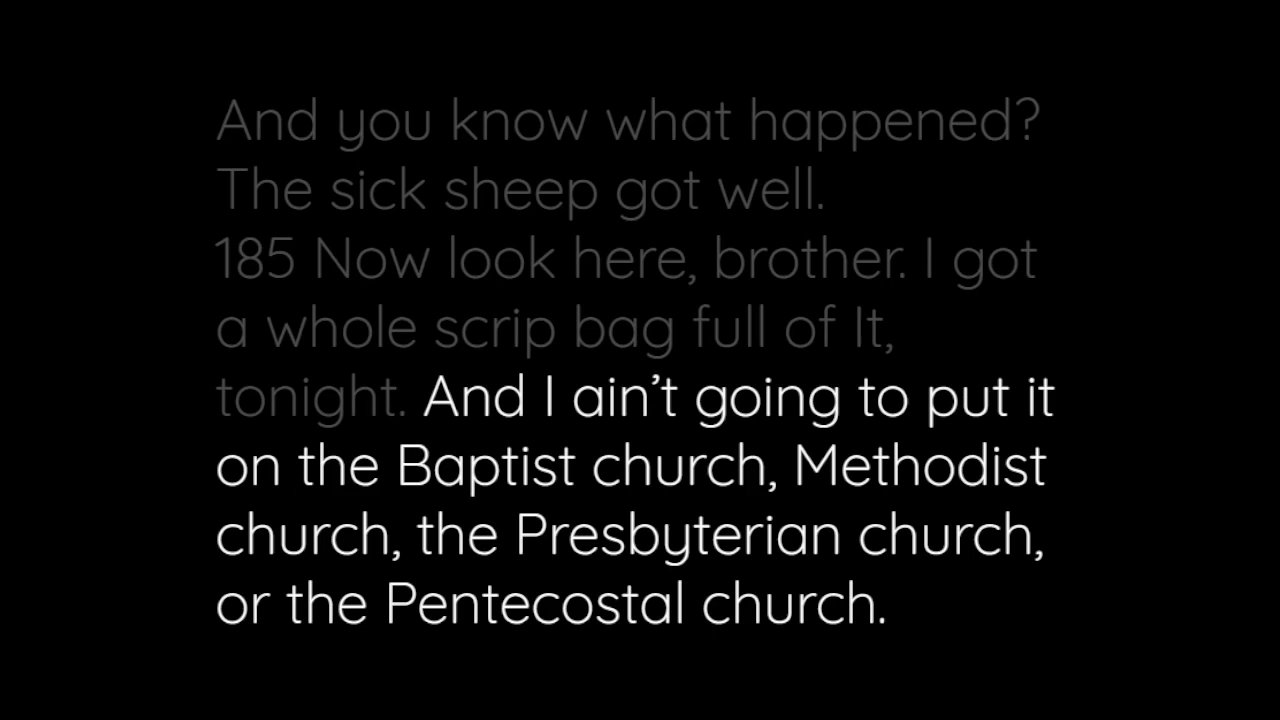 And you know what happened?
The sick sheep got well.
185 Now look here, brother. I got
a whole scrip bag full of It,
tonight. And I ain’t going to put it
on the Baptist church, Methodist
church, the Presbyterian church,
or the Pentecostal church.